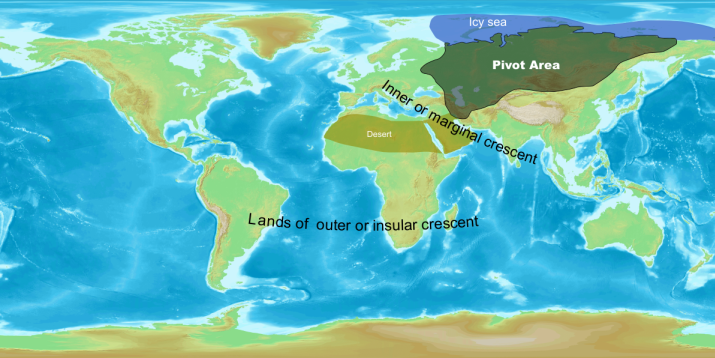 Icy sea
Pivot Area
Inner or marginal crescent
Desert
Lands of outer or insular crescent